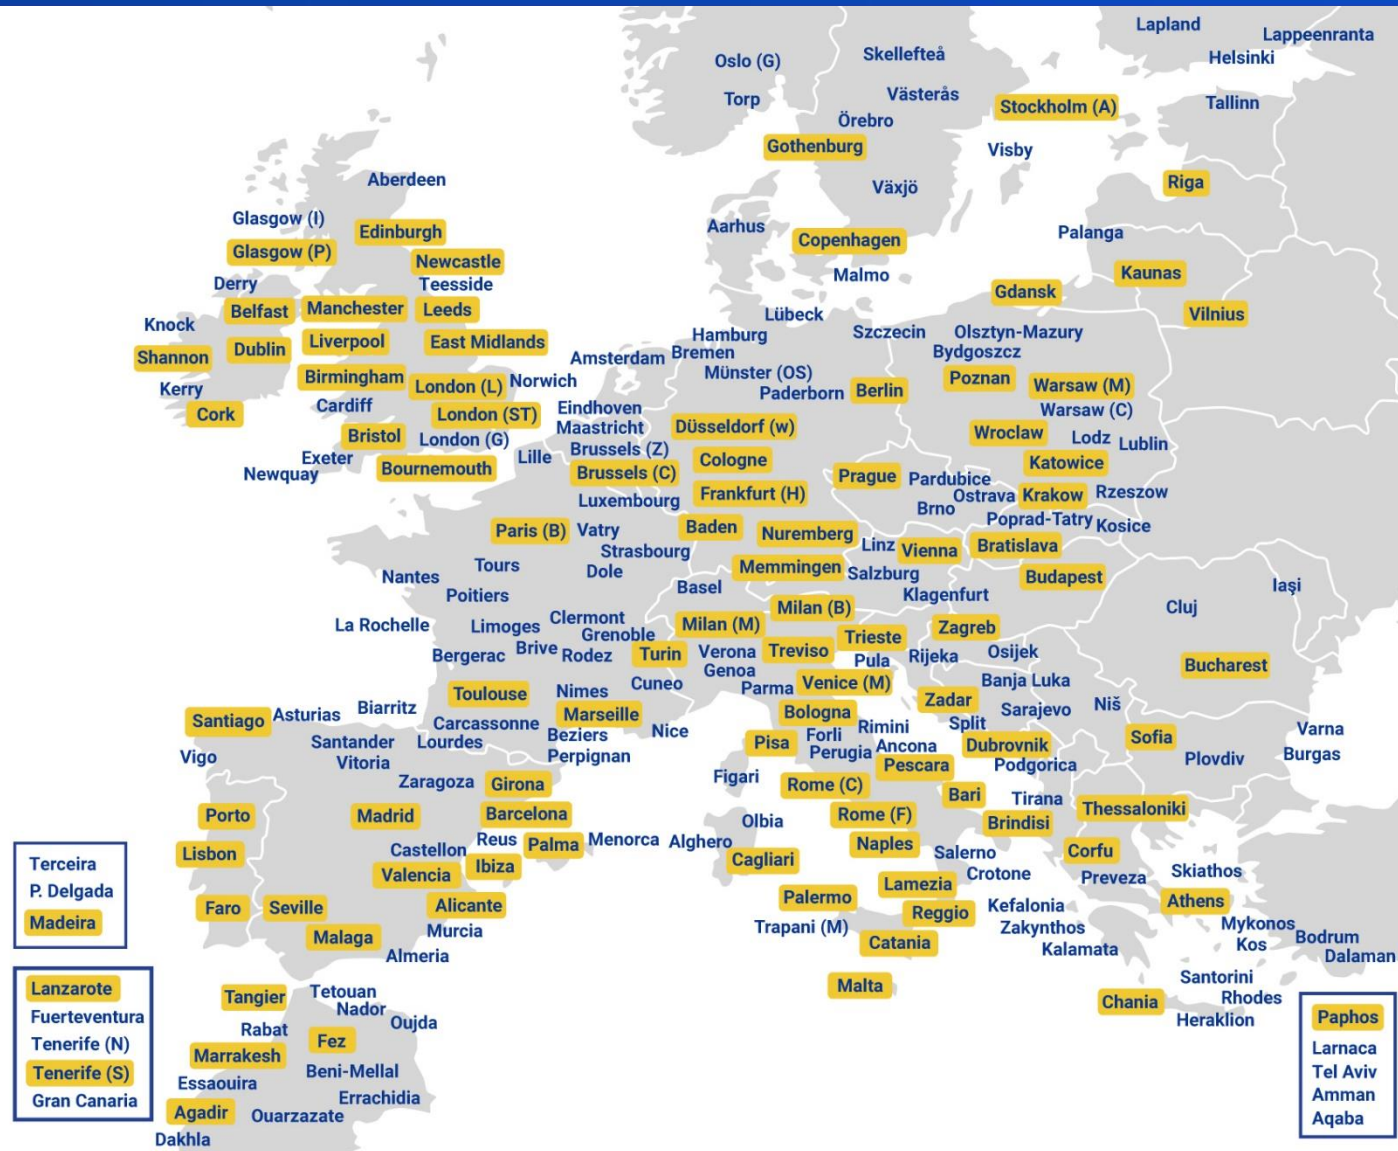 Lapland
Lappeenranta
Oslo (G)
Skellefteå
Helsinki
Torp
Västerås
Stockholm (A)
Tallinn
Örebro
Gothenburg
Visby
Aberdeen
Växjö
Riga
Glasgow (I)
Edinburgh
Aarhus
Copenhagen
Palanga
Glasgow (P)
Newcastle
Malmo
Kaunas
Derry
Teesside
Gdansk
Belfast
Manchester
Leeds
Lübeck
Vilnius
Knock
Hamburg
Szczecin
Olsztyn-Mazury
Shannon
Dublin
Liverpool
East Midlands
Amsterdam
Bremen
Bydgoszcz
Kerry
Birmingham
London (L)
Norwich
Münster (OS)
Paderborn
Berlin
Poznan
Warsaw (M)
Cork
Cardiff
London (ST)
Eindhoven
Maastricht
Düsseldorf (w)
Warsaw (C)
Bristol
London (G)
Brussels (Z)
Wroclaw
Lodz
Lublin
Exeter
Newquay
Bournemouth
Lille
Brussels (C)
Cologne
Prague
Pardubice
Katowice
Luxembourg
Frankfurt (H)
Ostrava
Krakow
Rzeszow
Brno
Paris (B)
Vatry
Baden
Nuremberg
Poprad-Tatry
Kosice
Strasbourg
Linz
Vienna
Bratislava
Tours
Dole
Memmingen
Salzburg
Budapest
Nantes
Poitiers
Basel
Klagenfurt
Iaşi
La Rochelle
Limoges
Clermont
Grenoble
Milan (M)
Milan (B)
Cluj
Trieste
Zagreb
Bergerac
Brive
Rodez
Turin
Verona
Treviso
Pula
Rijeka
Osijek
Genoa
Bucharest
Toulouse
Nimes
Cuneo
Parma
Venice (M)
Banja Luka
Biarritz
Zadar
Sarajevo
Niš
Santiago
Asturias
Carcassonne
Marseille
Bologna
Split
Beziers
Nice
Rimini
Forli
Varna
Santander
Lourdes
Pisa
Ancona
Dubrovnik
Sofia
Vigo
Vitoria
Perpignan
Perugia
Pescara
Podgorica
Plovdiv
Burgas
Zaragoza
Girona
Figari
Rome (C)
Bari
Tirana
Thessaloniki
Porto
Madrid
Barcelona
Olbia
Rome (F)
Brindisi
Reus
Palma
Menorca
Alghero
Naples
Lisbon
Castellon
Ibiza
Cagliari
Salerno
Corfu
Valencia
Crotone
Preveza
Skiathos
Lamezia
Faro
Seville
Alicante
Palermo
Reggio
Kefalonia
Athens
Malaga
Murcia
Trapani (M)
Zakynthos
Mykonos
Catania
Kalamata
Kos
Bodrum
Almeria
Dalaman
Malta
Santorini
Chania
Rhodes
Heraklion
Tangier
Tetouan
Nador
Oujda
Rabat
Fez
Marrakesh
Beni-Mellal
Essaouira
Errachidia
Agadir
Ouarzazate
Dakhla
Terceira
P. Delgada
Madeira
Lanzarote
Fuerteventura
Tenerife (N)
Tenerife (S)
Gran Canaria
Paphos
Larnaca
Tel Aviv
Amman
Aqaba